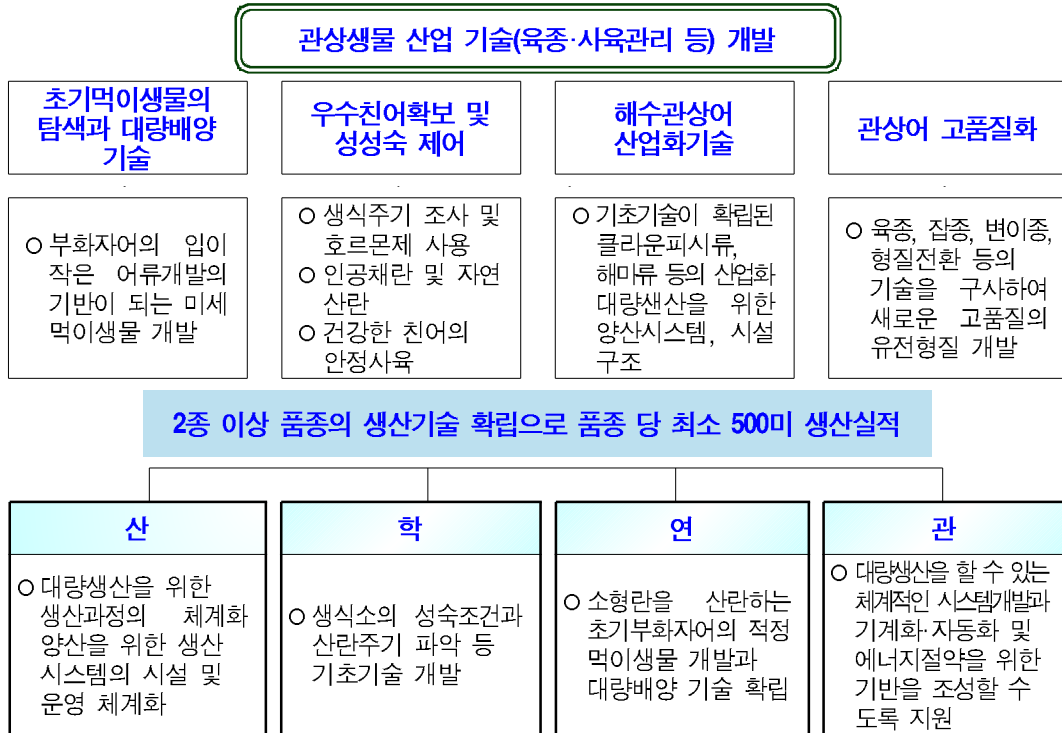 관상생물 산업 기술(육종·사육관리 등) 개발
초기먹이생물의
탐색과 대량배양
기술
우수친어확보 및
성성숙 제어
해수관상어
산업화기술
관상어 고품질화
○ 부화자어의 입이
작은 어류개발의
기반이 되는 미세
먹이생물 개발
○ 생식주기 조사 및
호르몬제 사용
○ 인공채란 및 자연
산란
○ 건강한 친어의
안정사육
○ 기초기술이 확립된
클라운피시류,
해마류 등의 산업화
대량샌산을 위한
양산시스템, 시설
구조
○ 육종, 잡종, 변이종,
형질전환 등의
기술을 구사하여
새로운 고품질의
유전형질 개발
2종 이상 품종의 생산기술 확립으로 품종 당 최소 500미 생산실적
산
○ 대량생산을 위한
생산과정의 체계화
양산을 위한 생산
시스템의 시설 및
운영 체계화
학
○ 생식소의 성숙조건과
산란주기 파악 등
기초기술 개발
연
○ 소형란을 산란하는
초기부화자어의 적정
먹이생물 개발과
대량배양 기술 확립
관
○ 대량생산을 할 수 있는
체계적인 시스템개발과
기계화·자동화 및
에너지절약을 위한
기반을 조성할 수
도록 지원